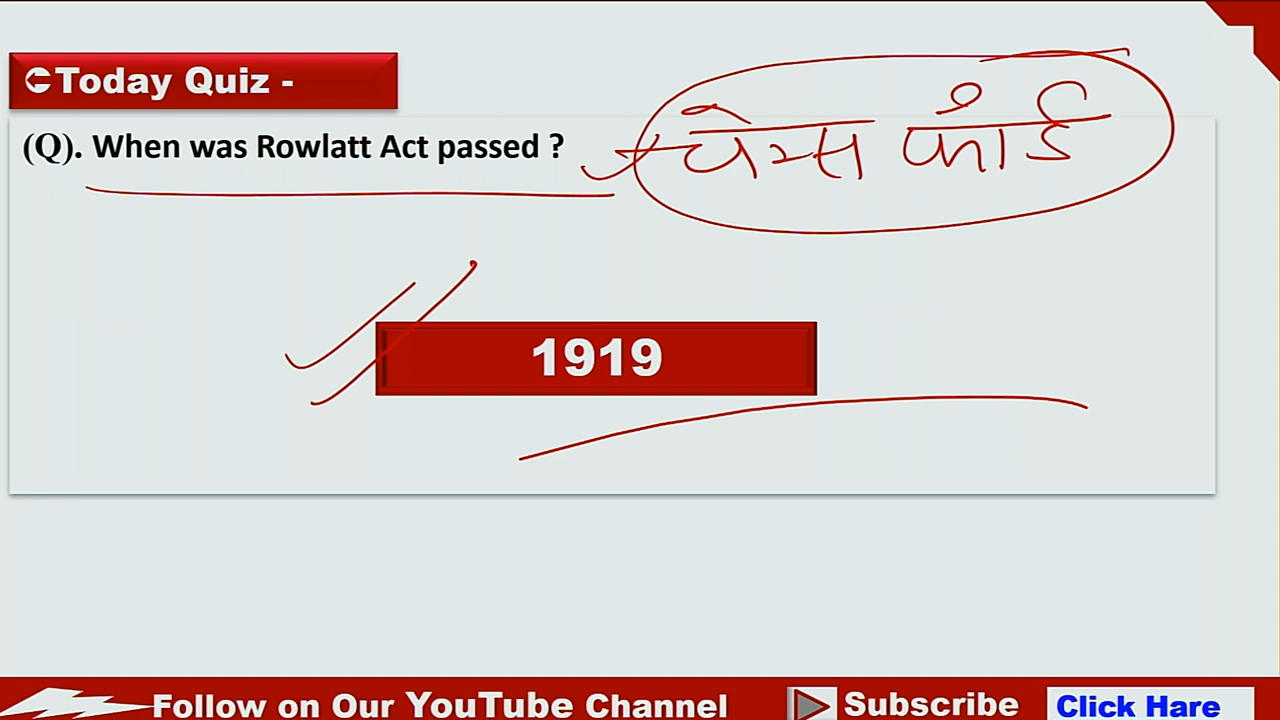 Today Quiz -
(Q). When was Rowlatt Act passed ?
चेम्स फोर्ड
1919
Follow on Our YouTube Channel
Subscribe
Click Hare